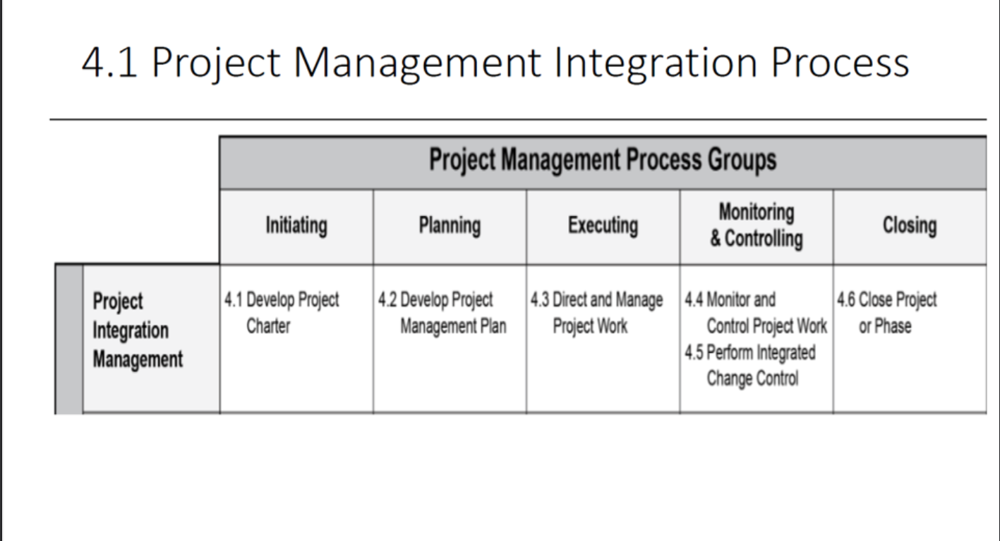 4.1 Project Management Integration Process
Project Management Process Groups
Initiating
Planning
Executing
Monitoring
& Controlling
Closing
Project
Integration
Management
4.1 Develop Project
Charter
4.2 Develop Project
Management Plan
4.3 Direct and Manage
Project Work
4.4 Monitor and
Control Project Work
4.5 Perform Integrated
Change Control
4.6 Close Project
or Phase